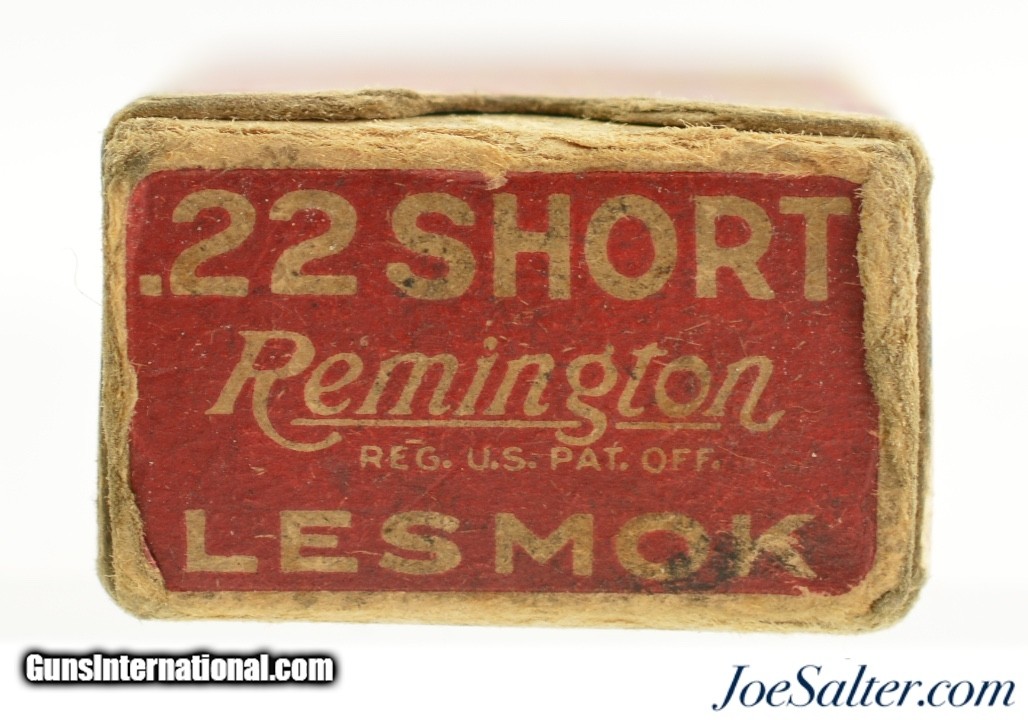 .22 SHORT
Remington
REG. U.S. PAT. OFF.
LESMOK
GunsInternational.com
JoeSalter.com